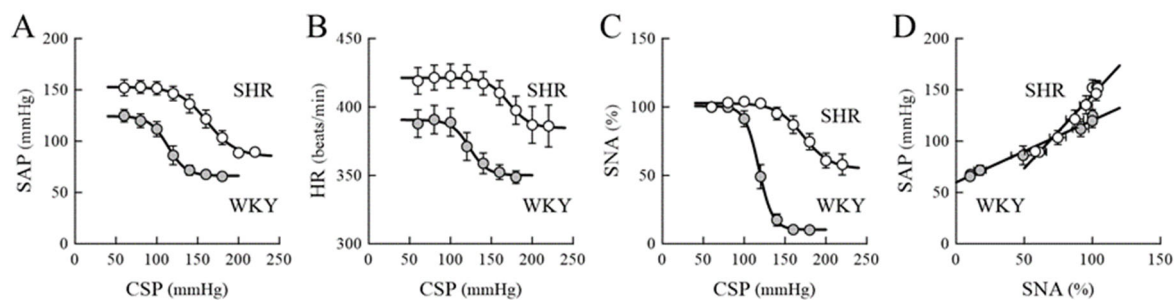 A
SAP (mmHg)
200
150
100
50
0
SHR
WKY
0 50 100 150 200 250
CSP (mmHg)
B
HR (beats/min)
450
400
350
300
SHR
WKY
0 50 100 150 200 250
CSP (mmHg)
C
SNA (%)
150
100
50
0
SHR
WKY
0 50 100 150 200 250
CSP (mmHg)
D
SAP (mmHg)
200
150
100
50
0
SHR
WKY
0 50 100 150
SNA (%)